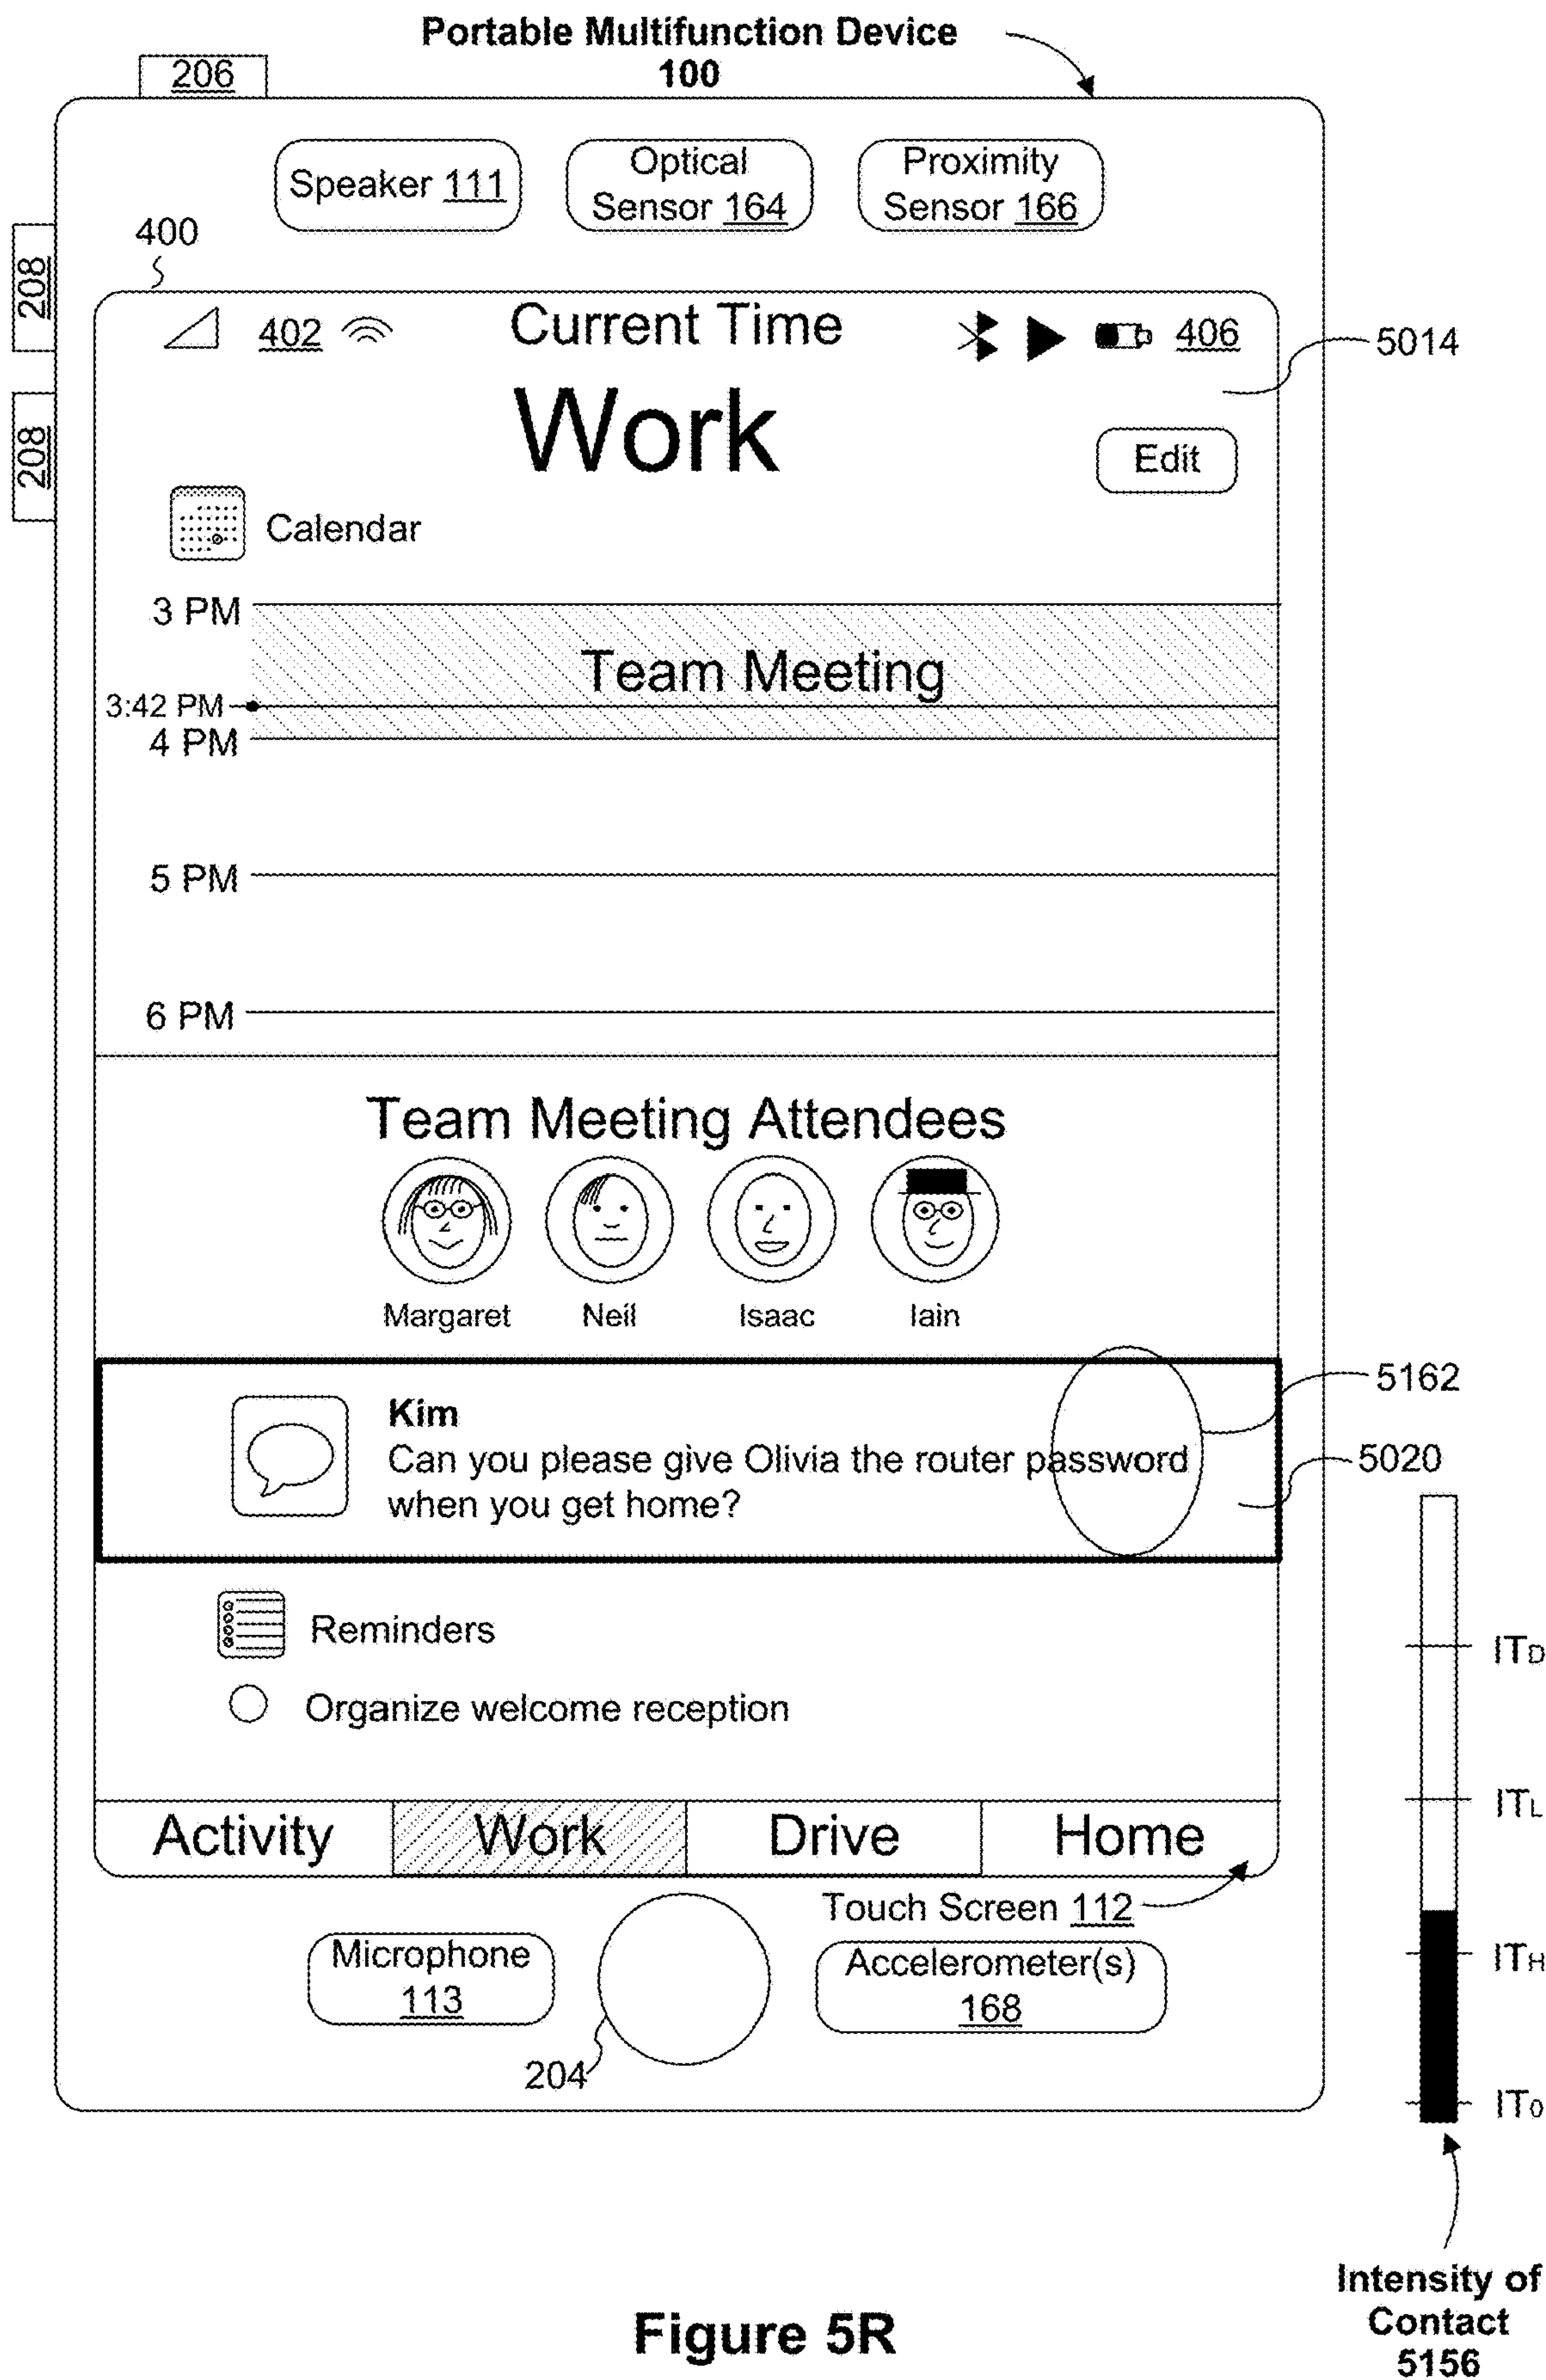 Portable Multifunction Device
100
206
Speaker 111
Optical
Sensor 164
Proximity
Sensor 166
208
208
400
402
Current Time
406
5014
Work
Edit
Calendar
3 PM
Team Meeting
3:42 PM
4 PM
5 PM
6 PM
Team Meeting Attendees
Margaret
Neil
Isaac
Iain
5162
Kim
Can you please give Olivia the router password
when you get home?
5020
Reminders
Organize welcome reception
Activity
Work
Drive
Home
Touch Screen 112
Microphone
113
Accelerometer(s)
168
204
ITD
ITL
ITH
IT0
Intensity of
Contact
5156
Figure 5R